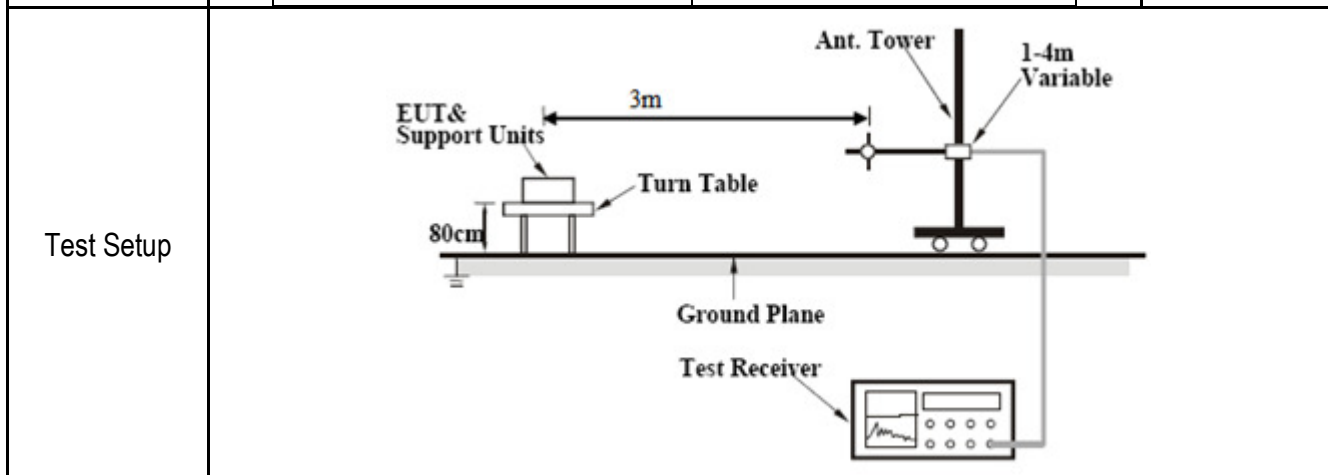 Test Setup
Ant. Tower
1-4m
Variable
3m
EUT&
Support Units
Turn Table
80cm
Ground Plane
Test Receiver